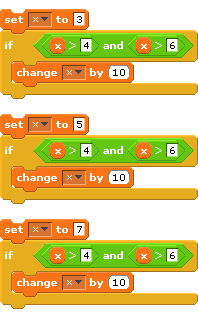 set x to 3
if x > 4 and x > 6
change x by 10
set x to 5
if x > 4 and x > 6
change x by 10
set x to 7
if x > 4 and x > 6
change x by 10